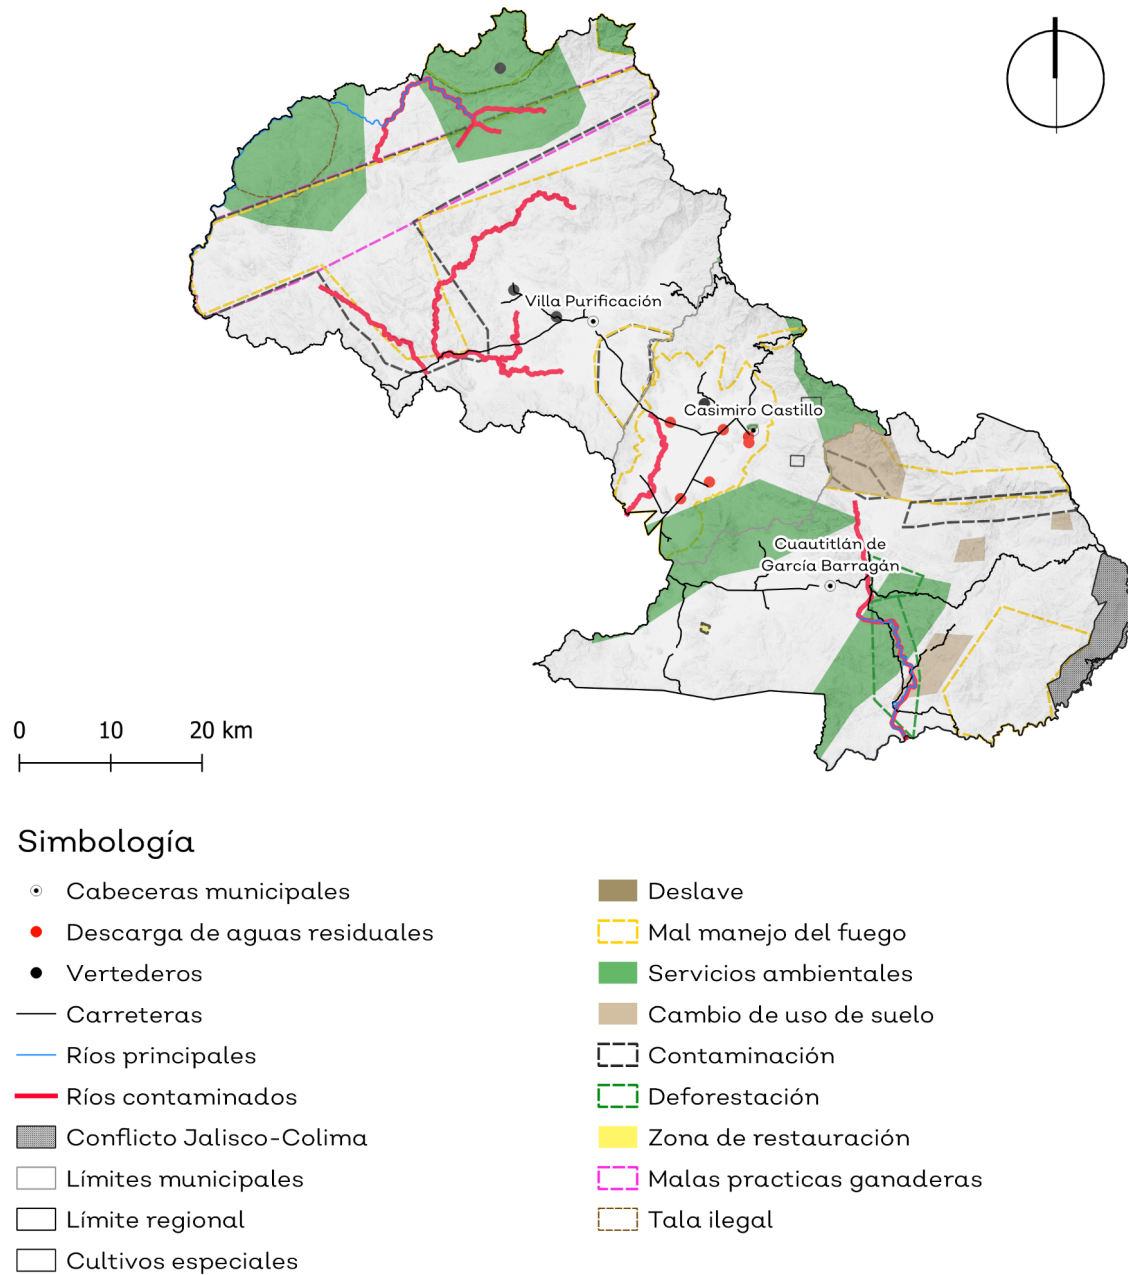 Villa Purificación
Casimiro Castillo
Cuautitlán de
García Barragán
0 10 20 km
Simbología
Cabeceras municipales
Descarga de aguas residuales
Vertederos
Carreteras
Ríos principales
Ríos contaminados
Conflicto Jalisco-Colima
Límites municipales
Límite regional
Cultivos especiales
Deslave
Mal manejo del fuego
Servicios ambientales
Cambio de uso de suelo
Contaminación
Deforestación
Zona de restauración
Malas practicas ganaderas
Tala ilegal